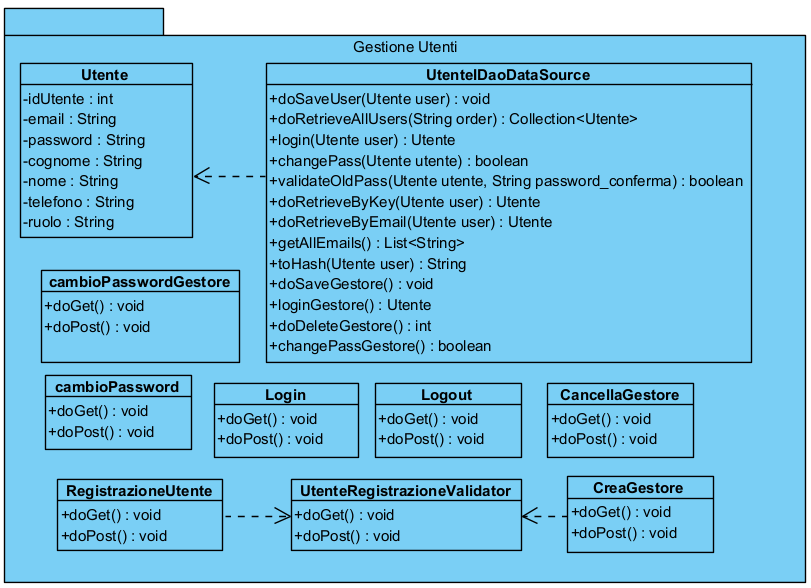 Gestione Utenti
Utente
-idUtente : int
-email : String
-password : String
-cognome : String
-nome : String
-telefono : String
-ruolo : String
UtenteIDaoDataSource
+doSaveUser(Utente user) : void
+doRetrieveAllUsers(String order) : Collection<Utente>
+login(Utente user) : Utente
+changePass(Utente utente) : boolean
+validateOldPass(Utente utente, String password_conferma) : boolean
+doRetrieveByKey(Utente user) : Utente
+doRetrieveByEmail(Utente user) : Utente
+getAllEmails() : List<String>
+toHash(Utente user) : String
+doSaveGestore() : void
+loginGestore() : Utente
+doDeleteGestore() : int
+changePassGestore() : boolean
cambioPasswordGestore
+doGet() : void
+doPost() : void
cambioPassword
+doGet() : void
+doPost() : void
Login
+doGet() : void
+doPost() : void
Logout
+doGet() : void
+doPost() : void
CancellaGestore
+doGet() : void
+doPost() : void
RegistrazioneUtente
+doGet() : void
+doPost() : void
UtenteRegistrazioneValidator
+doGet() : void
+doPost() : void
CreaGestore
+doGet() : void
+doPost() : void